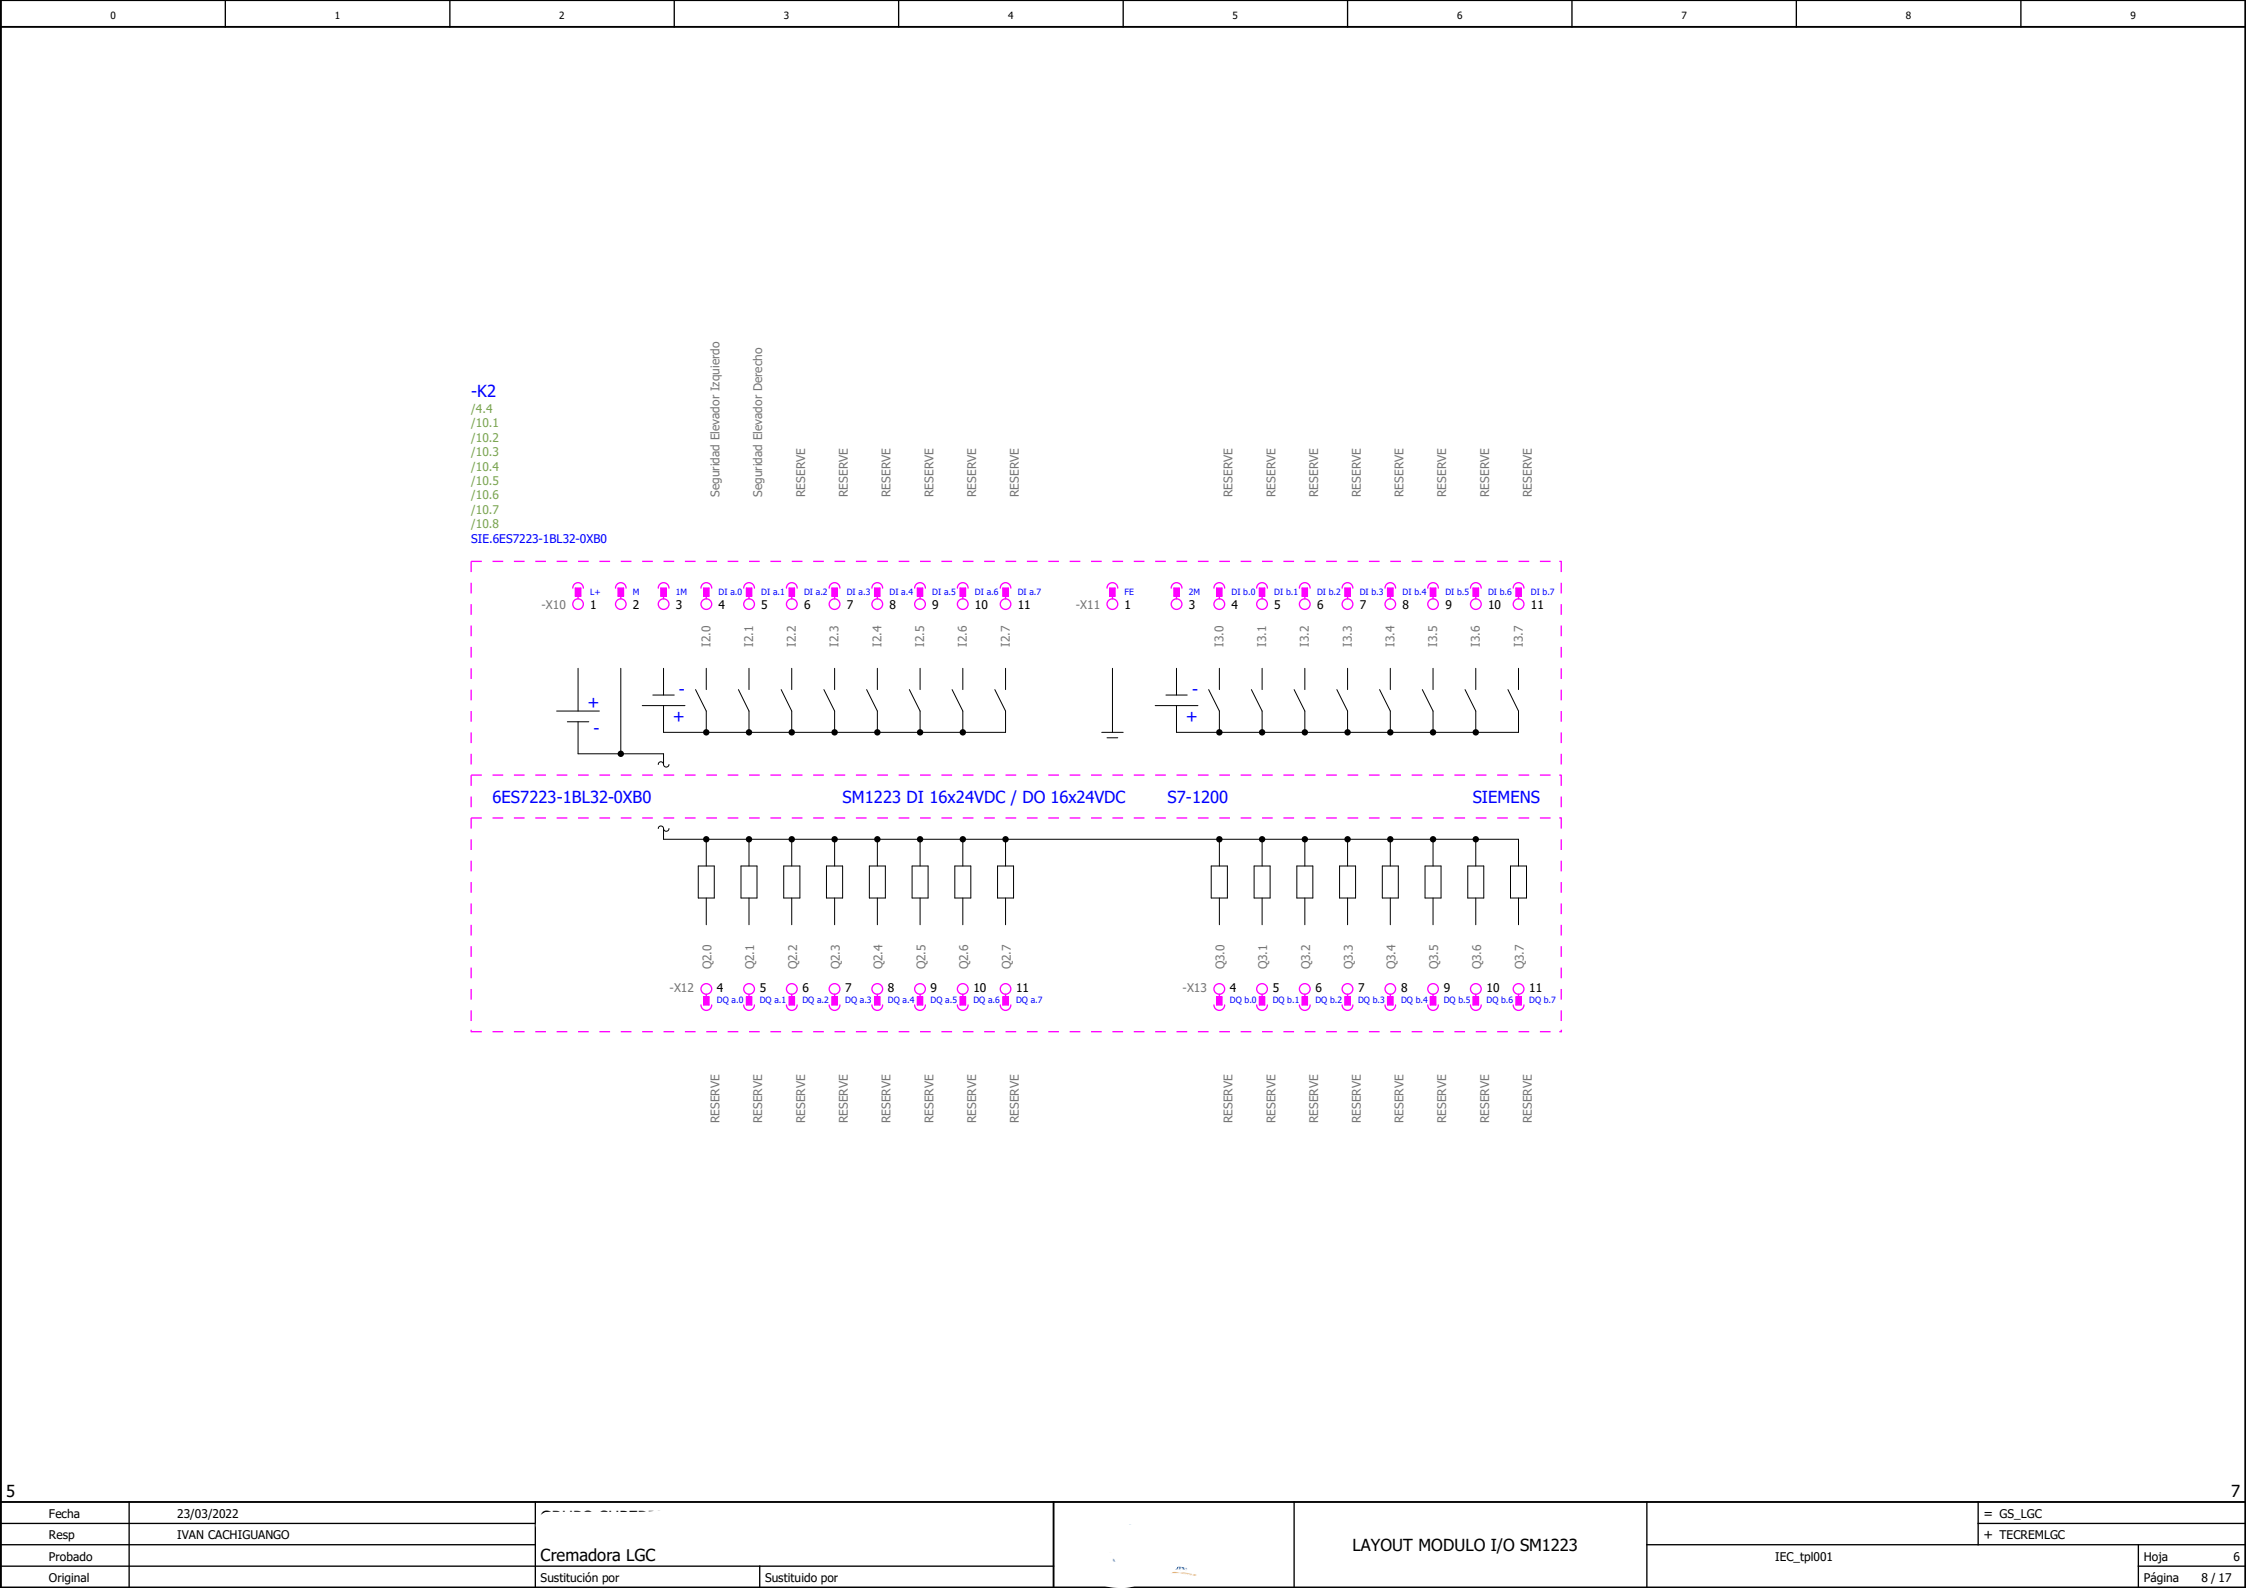 0 1 2 3 4 5 6 7 8 9
Seguridad Elevador Izquierdo
Seguridad Elevador Derecho
RESERVE RESERVE RESERVE RESERVE RESERVE RESERVE
RESERVE RESERVE RESERVE RESERVE RESERVE RESERVE RESERVE RESERVE
-K2
/4.4
/10.1
/10.2
/10.3
/10.4
/10.5
/10.6
/10.7
/10.8
SIE.6ES7223-1BL32-0XB0
L+ M 1M DI a.0 DI a.1 DI a.2 DI a.3 DI a.4 DI a.5 DI a.6 DI a.7 FE 2M DI b.0 DI b.1 DI b.2 DI b.3 DI b.4 DI b.5 DI b.6 DI b.7
-X10 1 2 3 4 5 6 7 8 9 10 11 -X11 1 3 4 5 6 7 8 9 10 11
I2.0 I2.1 I2.2 I2.3 I2.4 I2.5 I2.6 I2.7 I3.0 I3.1 I3.2 I3.3 I3.4 I3.5 I3.6 I3.7
+ - - + - +
6ES7223-1BL32-0XB0 SM1223 DI 16x24VDC / DO 16x24VDC S7-1200 SIEMENS
Q2.0 Q2.1 Q2.2 Q2.3 Q2.4 Q2.5 Q2.6 Q2.7 Q3.0 Q3.1 Q3.2 Q3.3 Q3.4 Q3.5 Q3.6 Q3.7
-X12 4 5 6 7 8 9 10 11 -X13 4 5 6 7 8 9 10 11
DQ a.0 DQ a.1 DQ a.2 DQ a.3 DQ a.4 DQ a.5 DQ a.6 DQ a.7 DQ b.0 DQ b.1 DQ b.2 DQ b.3 DQ b.4 DQ b.5 DQ b.6 DQ b.7
RESERVE RESERVE RESERVE RESERVE RESERVE RESERVE RESERVE RESERVE RESERVE RESERVE RESERVE RESERVE RESERVE RESERVE RESERVE RESERVE
5 7
Fecha 23/03/2022
Resp IVAN CACHIGUANGO
Probado
Original
Cremadora LGC
Sustitución por Sustituido por
LAYOUT MODULO I/O SM1223
= GS_LGC
+ TECREMLGC
IEC_tpl001
Hoja 6
Página 8 / 17